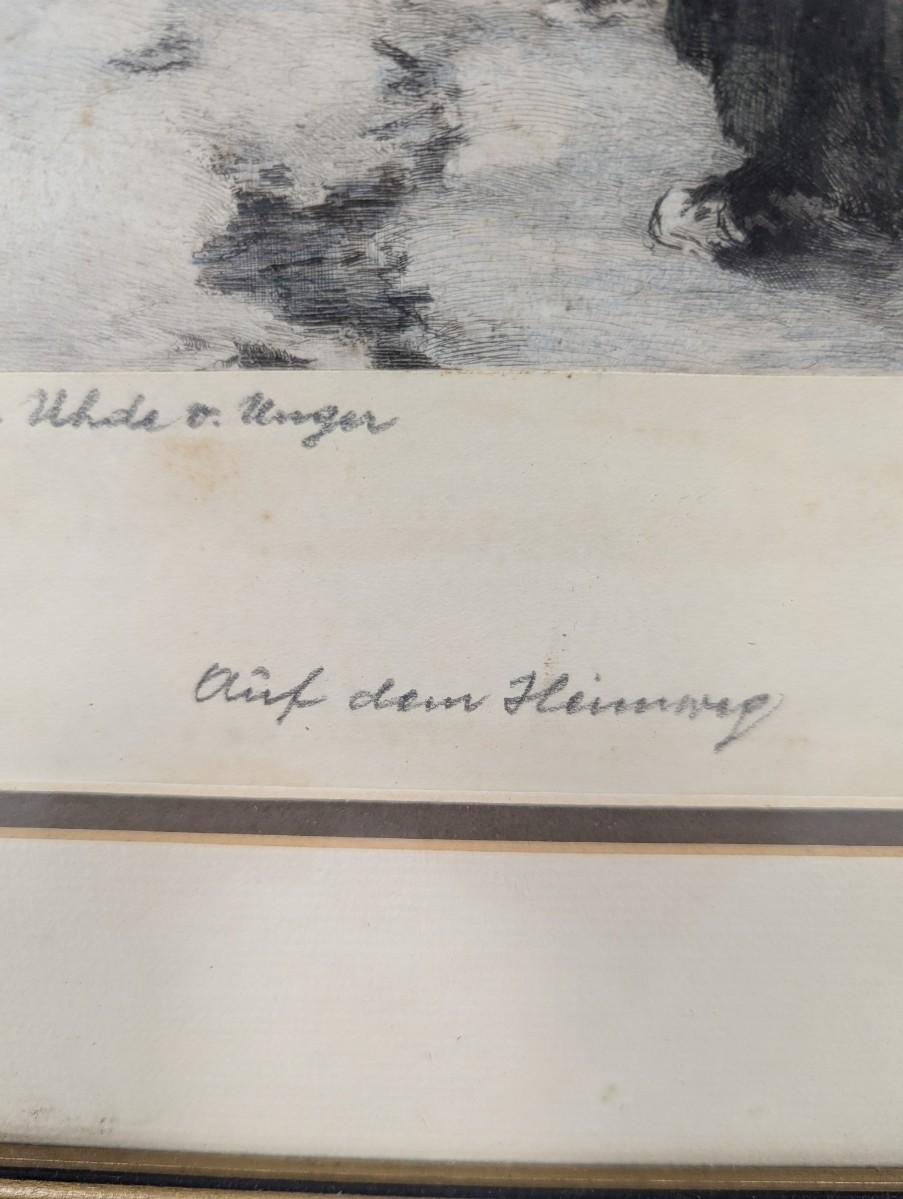 . Uhde v. Unger
Auf dem Heimweg